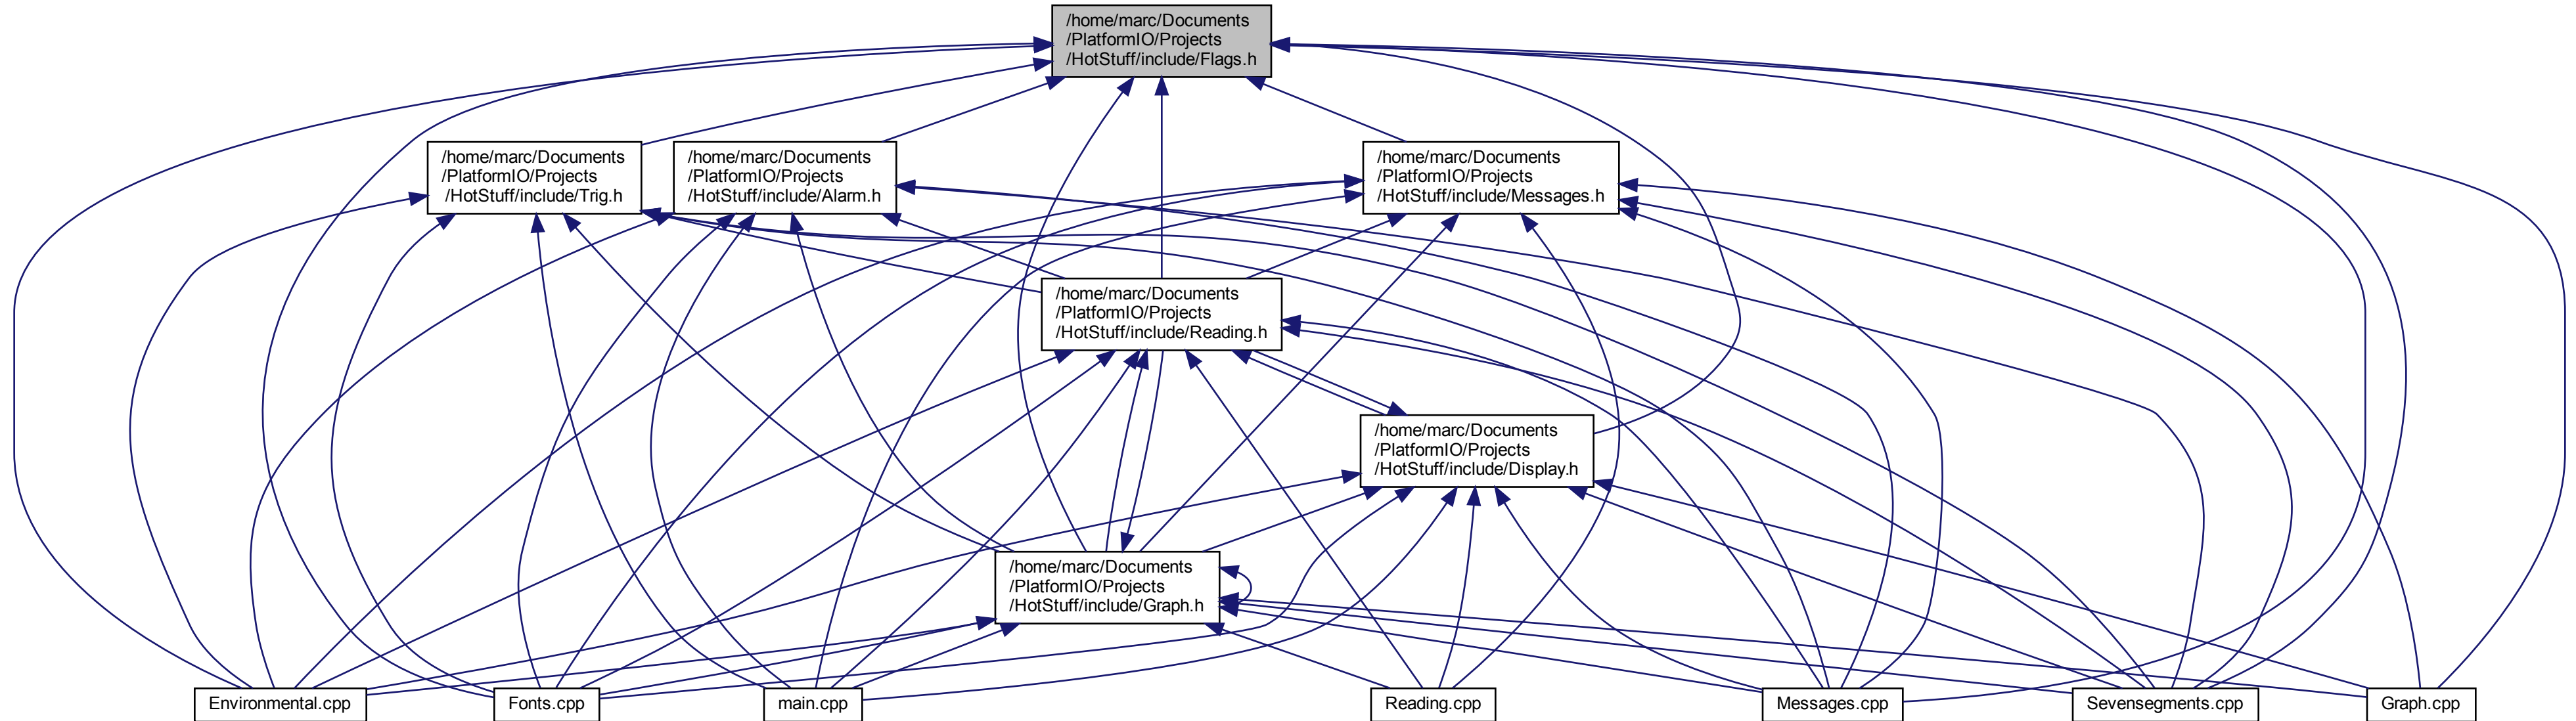 /home/marc/Documents
/PlatformIO/Projects
/HotStuff/include/Flags.h
/home/marc/Documents
/PlatformIO/Projects
/HotStuff/include/Trig.h
/home/marc/Documents
/PlatformIO/Projects
/HotStuff/include/Alarm.h
/home/marc/Documents
/PlatformIO/Projects
/HotStuff/include/Messages.h
/home/marc/Documents
/PlatformIO/Projects
/HotStuff/include/Reading.h
/home/marc/Documents
/PlatformIO/Projects
/HotStuff/include/Display.h
/home/marc/Documents
/PlatformIO/Projects
/HotStuff/include/Graph.h
Environmental.cpp
Fonts.cpp
main.cpp
Reading.cpp
Messages.cpp
Sevensegments.cpp
Graph.cpp